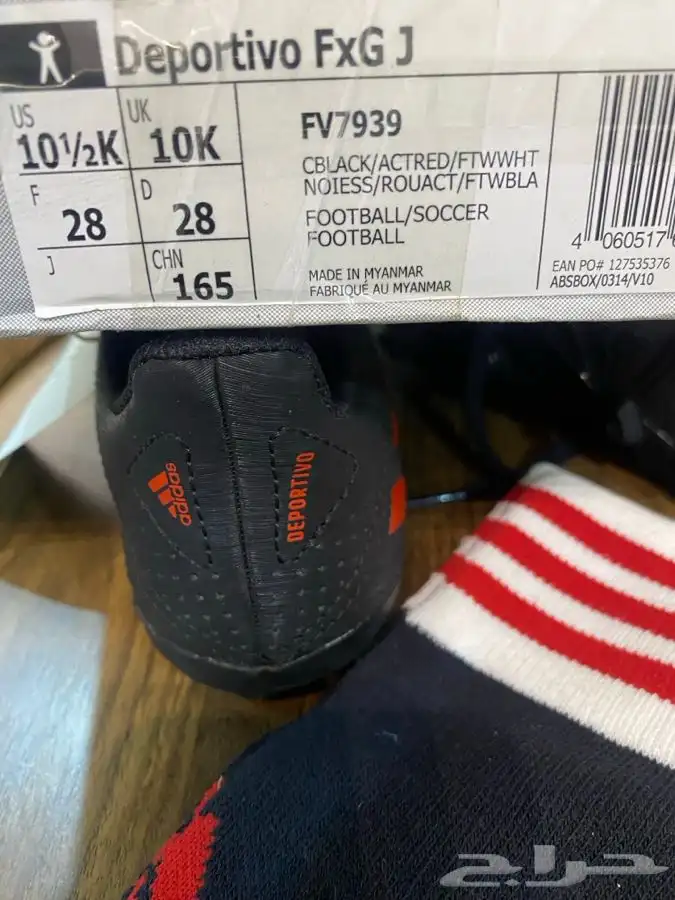 Deportivo FxG J
US
10½K
UK
10K
F
28
D
28
J
CHN
165
FV7939
CBLACK/ACTRED/FTWWHT
NOIESS/ROUACT/FTWBLA
FOOTBALL/SOCCER
FOOTBALL
MADE IN MYANMAR
FABRIQUÉ AU MYANMAR
4 060517
EAN PO# 127535376
ABSBOX/0314/V10
adidas
DEPORTIVO
حراج